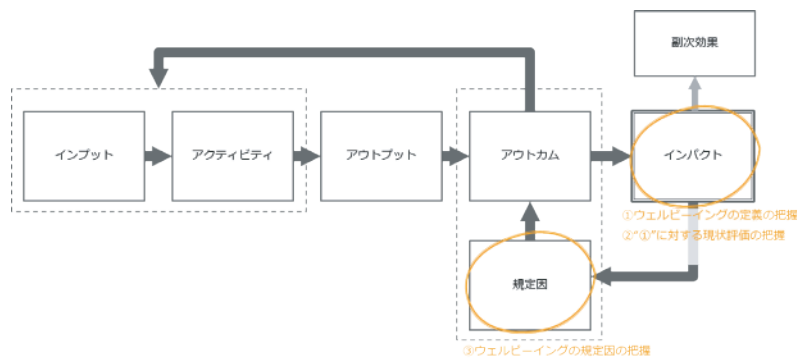 副次効果
インプット
アクティビティ
アウトプット
アウトカム
インパクト
①ウェルビーイングの定義の把握
②“①”に対する現状評価の把握
規定因
③ウェルビーイングの規定因の把握